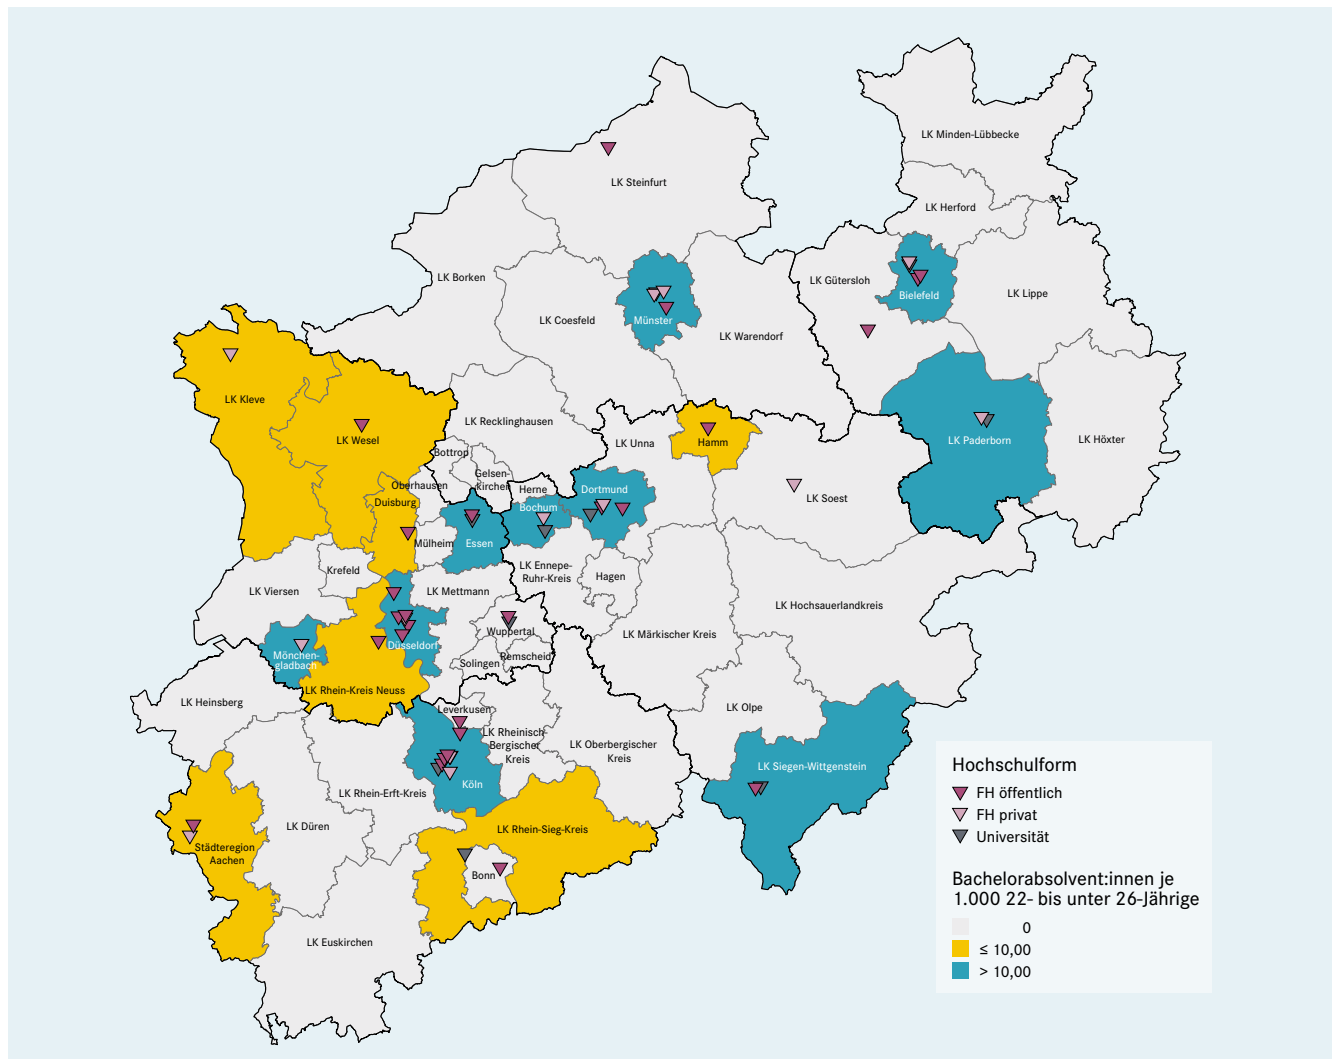 LK Minden-Lübbecke
LK Steinfurt
LK Herford
LK Borken
LK Gütersloh
Bielefeld
LK Lippe
LK Coesfeld
Münster
LK Warendorf
LK Kleve
LK Wesel
LK Recklinghausen
LK Unna
Hamm
LK Paderborn
LK Höxter
Bottrop
Gelsen-
kirchen
Oberhausen
Herne
Dortmund
Duisburg
Bochum
LK Soest
Mülheim
Essen
Krefeld
LK Ennepe-
Ruhr-Kreis
Hagen
LK Viersen
LK Mettmann
LK Hochsauerlandkreis
Wuppertal
LK Märkischer Kreis
Düsseldorf
Mönchen-
gladbach
Solingen
Remscheid
LK Rhein-Kreis Neuss
LK Heinsberg
Leverkusen
LK Olpe
LK Rheinisch-
Bergischer
Kreis
LK Oberbergischer
Kreis
LK Siegen-Wittgenstein
Köln
LK Rhein-Erft-Kreis
LK Düren
LK Rhein-Sieg-Kreis
Städteregion
Aachen
Bonn
LK Euskirchen
Hochschulform
FH öffentlich
FH privat
Universität
Bachelorabsolvent:innen je
1.000 22- bis unter 26-Jährige
0
≤ 10,00
> 10,00